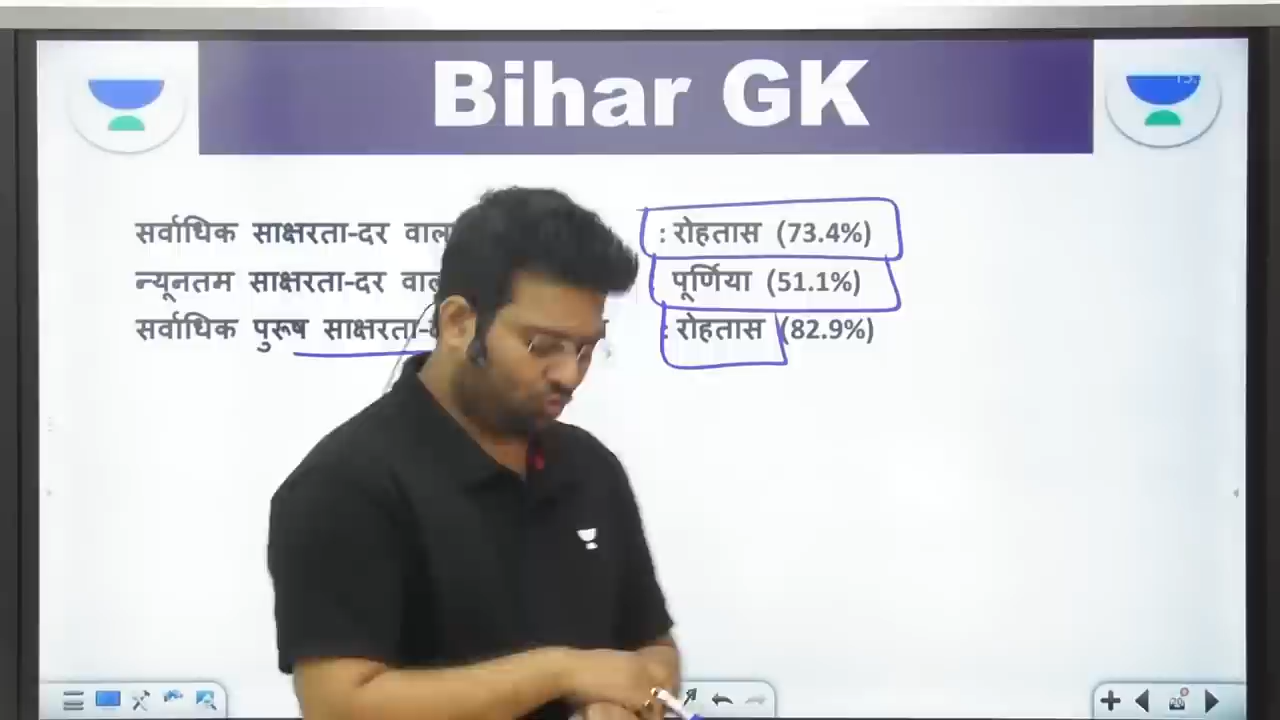 Bihar GK
सर्वाधिक साक्षरता-दर : रोहतास (73.4%)
न्यूनतम साक्षरता-दर पूर्णिया (51.1%)
सर्वाधिक पुरूष साक्षरता- : रोहतास (82.9%)